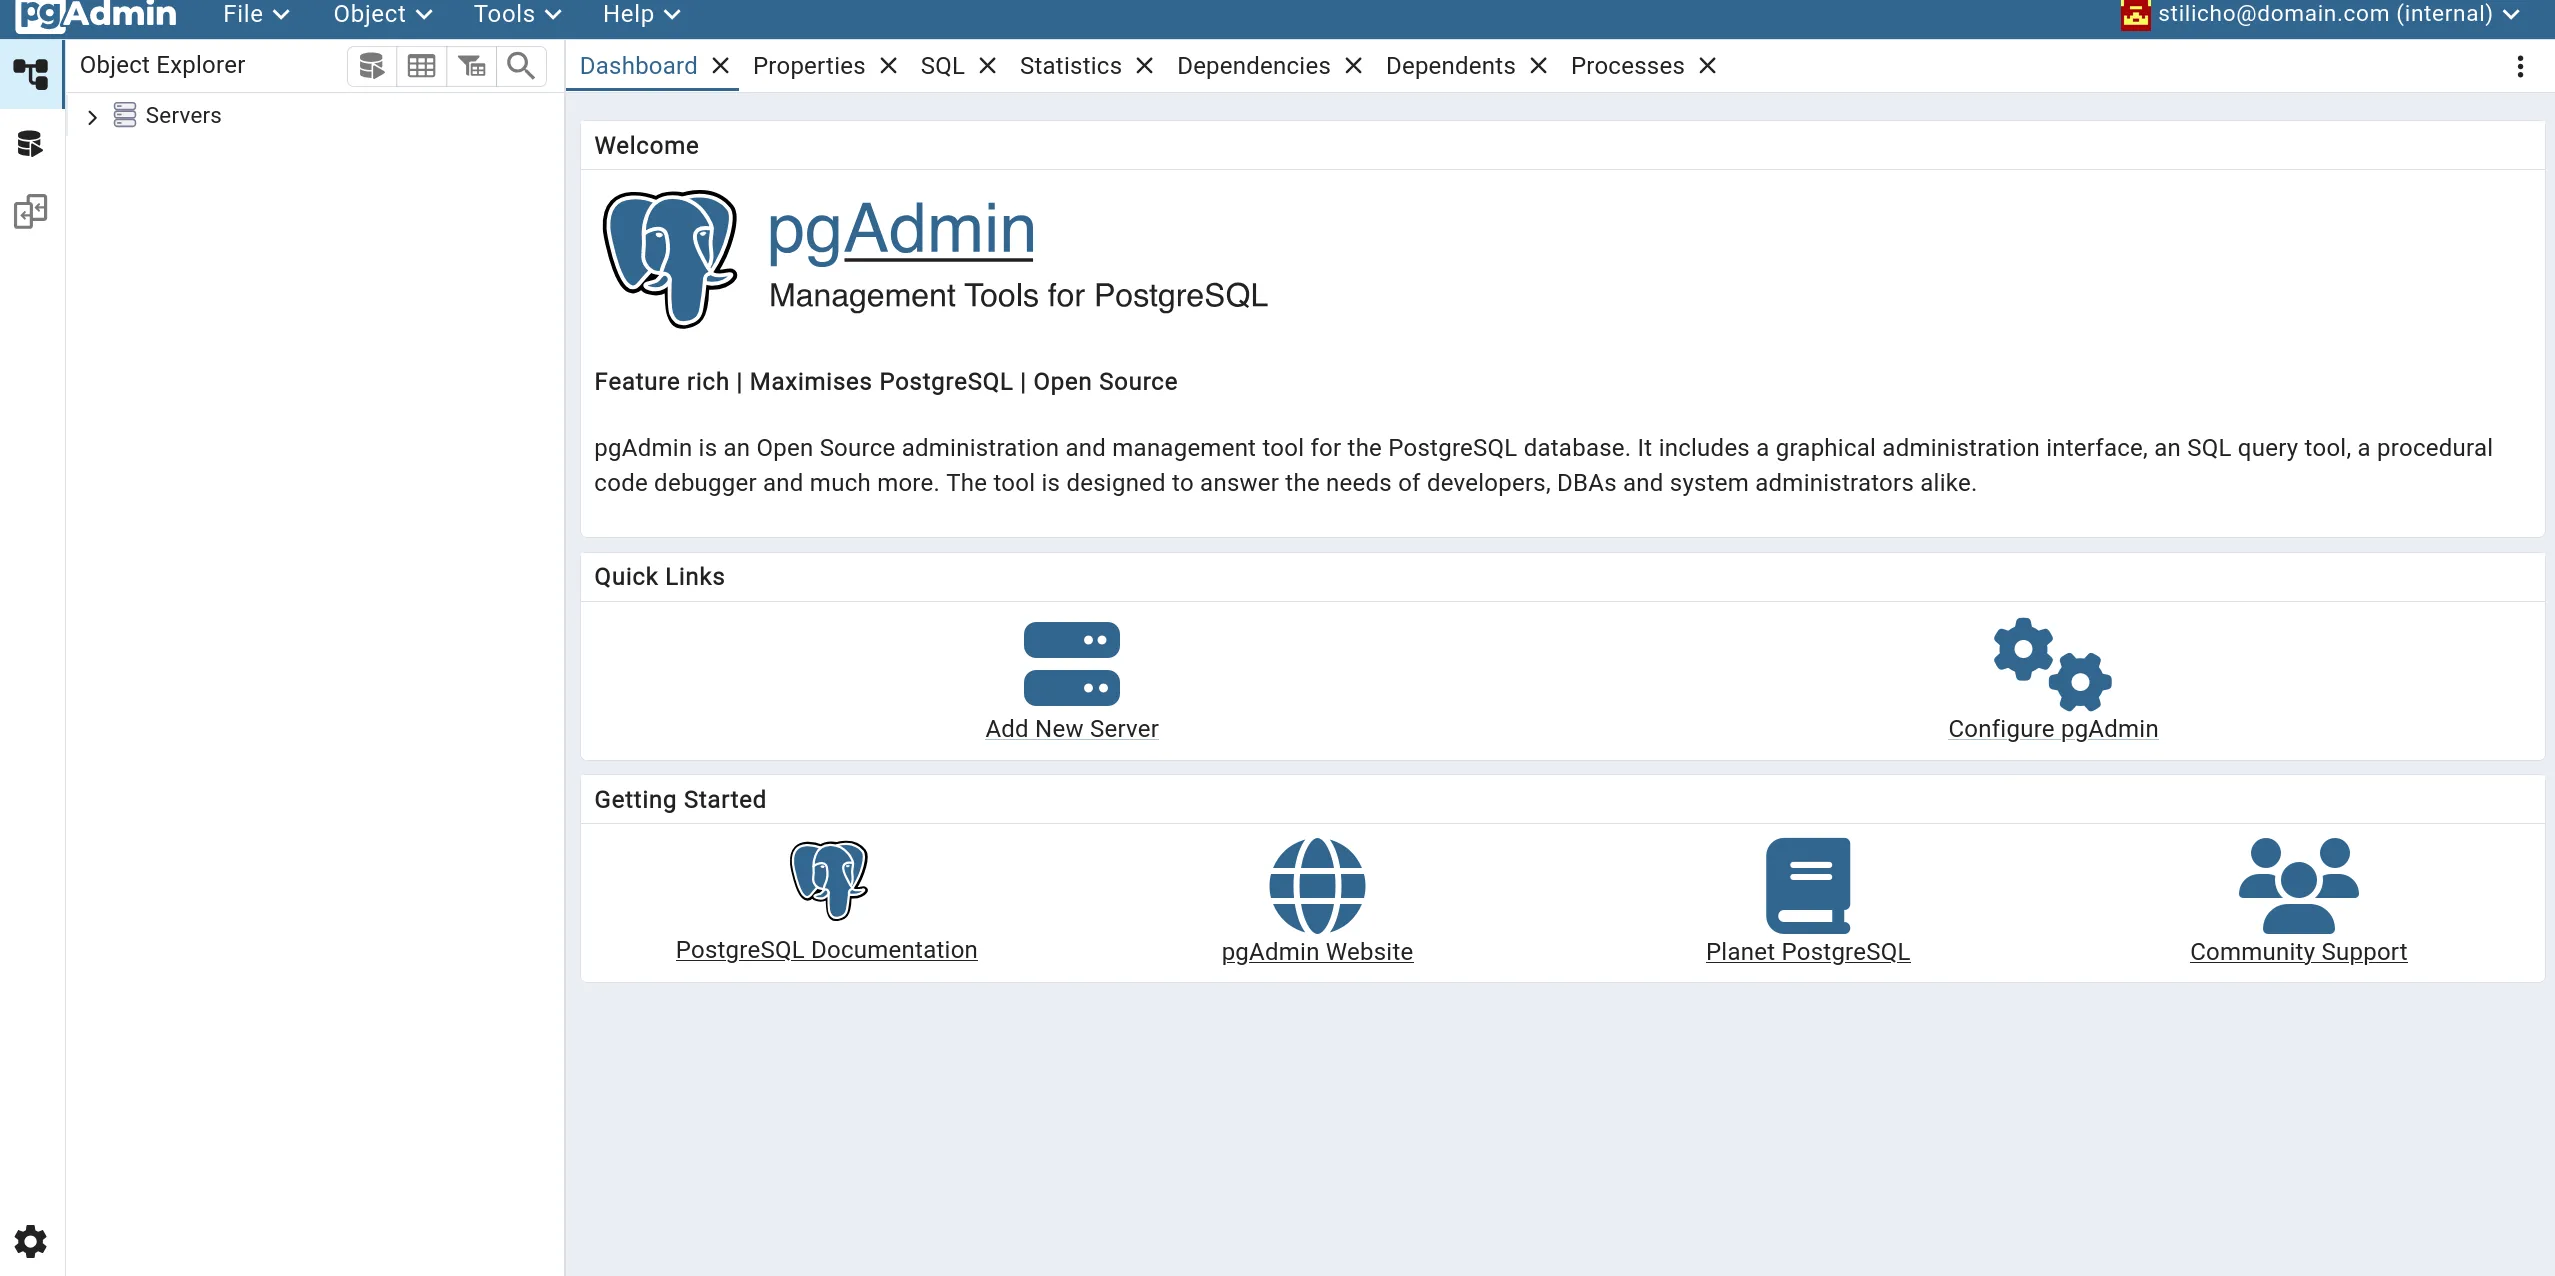 pgAdmin
File
Object
Tools
Help
stilicho@domain.com (internal)
Object Explorer
Dashboard
Properties
SQL
Statistics
Dependencies
Dependents
Processes
Servers
Welcome
pgAdmin
Management Tools for PostgreSQL
Feature rich | Maximises PostgreSQL | Open Source
pgAdmin is an Open Source administration and management tool for the PostgreSQL database. It includes a graphical administration interface, an SQL query tool, a procedural
code debugger and much more. The tool is designed to answer the needs of developers, DBAs and system administrators alike.
Quick Links
Add New Server
Configure pgAdmin
Getting Started
PostgreSQL Documentation
pgAdmin Website
Planet PostgreSQL
Community Support